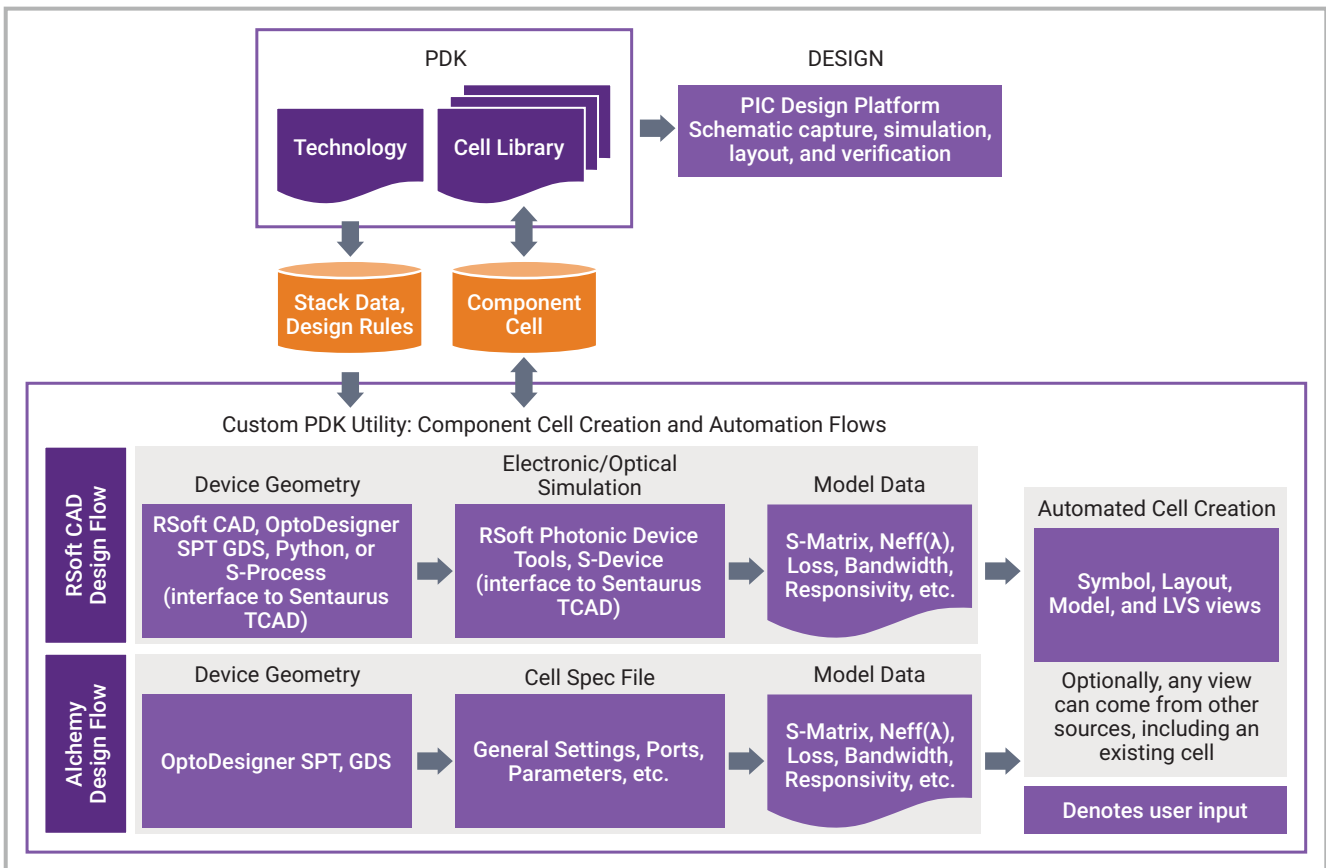 PDK
DESIGN
Technology
Cell Library
PIC Design Platform
Schematic capture, simulation,
layout, and verification
Stack Data,
Design Rules
Component
Cell
Custom PDK Utility: Component Cell Creation and Automation Flows
RSoft CAD
Design Flow
Device Geometry
RSoft CAD, OptoDesigner
SPT GDS, Python, or
S-Process
(interface to Sentaurus
TCAD)
Electronic/Optical
Simulation
RSoft Photonic Device
Tools, S-Device
(interface to Sentaurus
TCAD)
Model Data
S-Matrix, Neff(λ),
Loss, Bandwidth,
Responsivity, etc.
Alchemy
Design Flow
Device Geometry
OptoDesigner SPT, GDS
Cell Spec File
General Settings, Ports,
Parameters, etc.
Model Data
S-Matrix, Neff(λ),
Loss, Bandwidth,
Responsivity, etc.
Automated Cell Creation
Symbol, Layout,
Model, and LVS views
Optionally, any view
can come from other
sources, including an
existing cell
Denotes user input